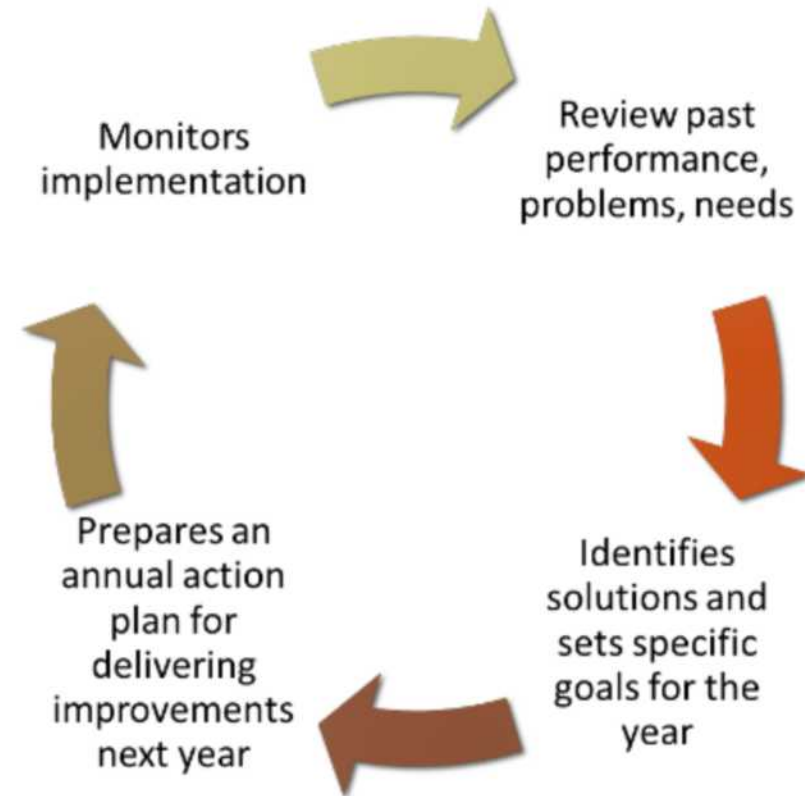 Monitors
implementation
Review past
performance,
problems, needs
Identifies
solutions and
sets specific
goals for the
year
Prepares an
annual action
plan for
delivering
improvements
next year